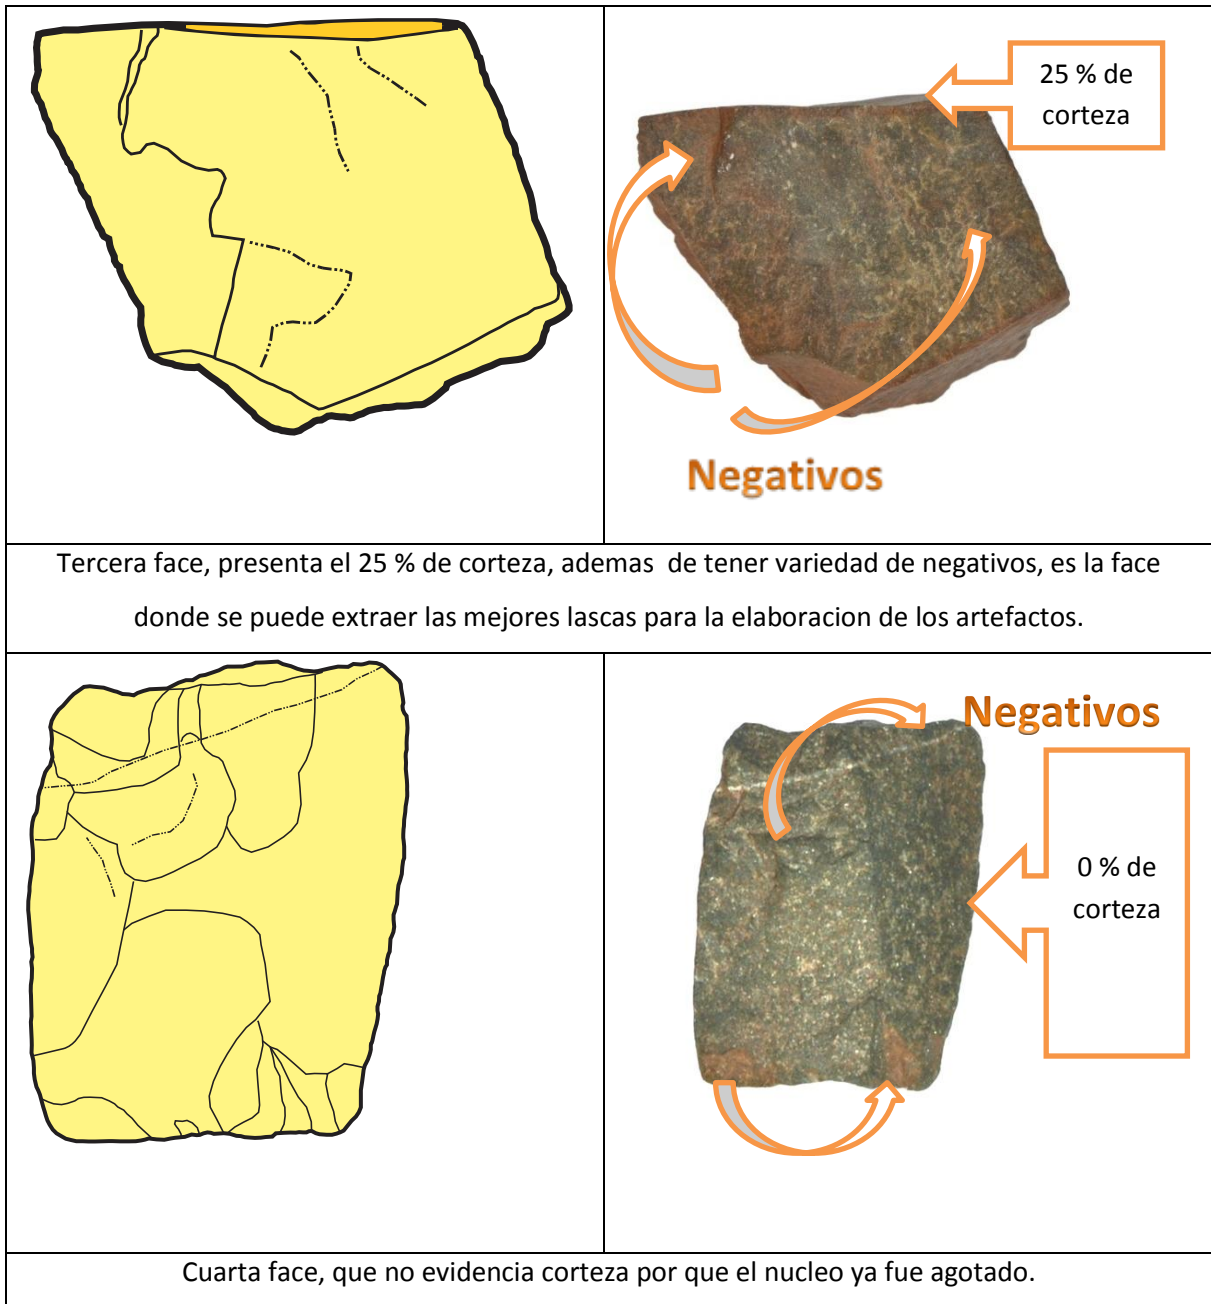 25 % de
corteza
Negativos
Tercera face, presenta el 25 % de corteza, ademas de tener variedad de negativos, es la face
donde se puede extraer las mejores lascas para la elaboracion de los artefactos.
Negativos
0 % de
corteza
Cuarta face, que no evidencia corteza por que el nucleo ya fue agotado.